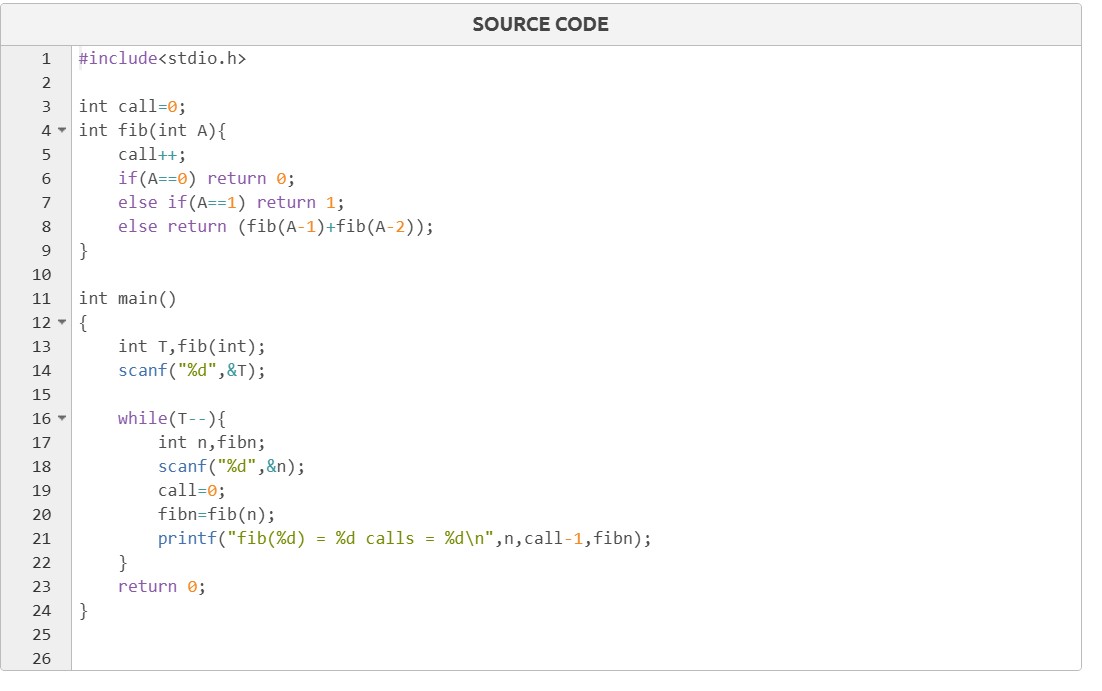 SOURCE CODE
1 #include<stdio.h>
2
3 int call=0;
4 int fib(int A){
5     call++;
6     if(A==0) return 0;
7     else if(A==1) return 1;
8     else return (fib(A-1)+fib(A-2));
9 }
10
11 int main()
12 {
13     int T,fib(int);
14     scanf("%d",&T);
15
16     while(T--){
17         int n,fibn;
18         scanf("%d",&n);
19         call=0;
20         fibn=fib(n);
21         printf("fib(%d) = %d calls = %d\n",n,call-1,fibn);
22     }
23     return 0;
24 }
25
26